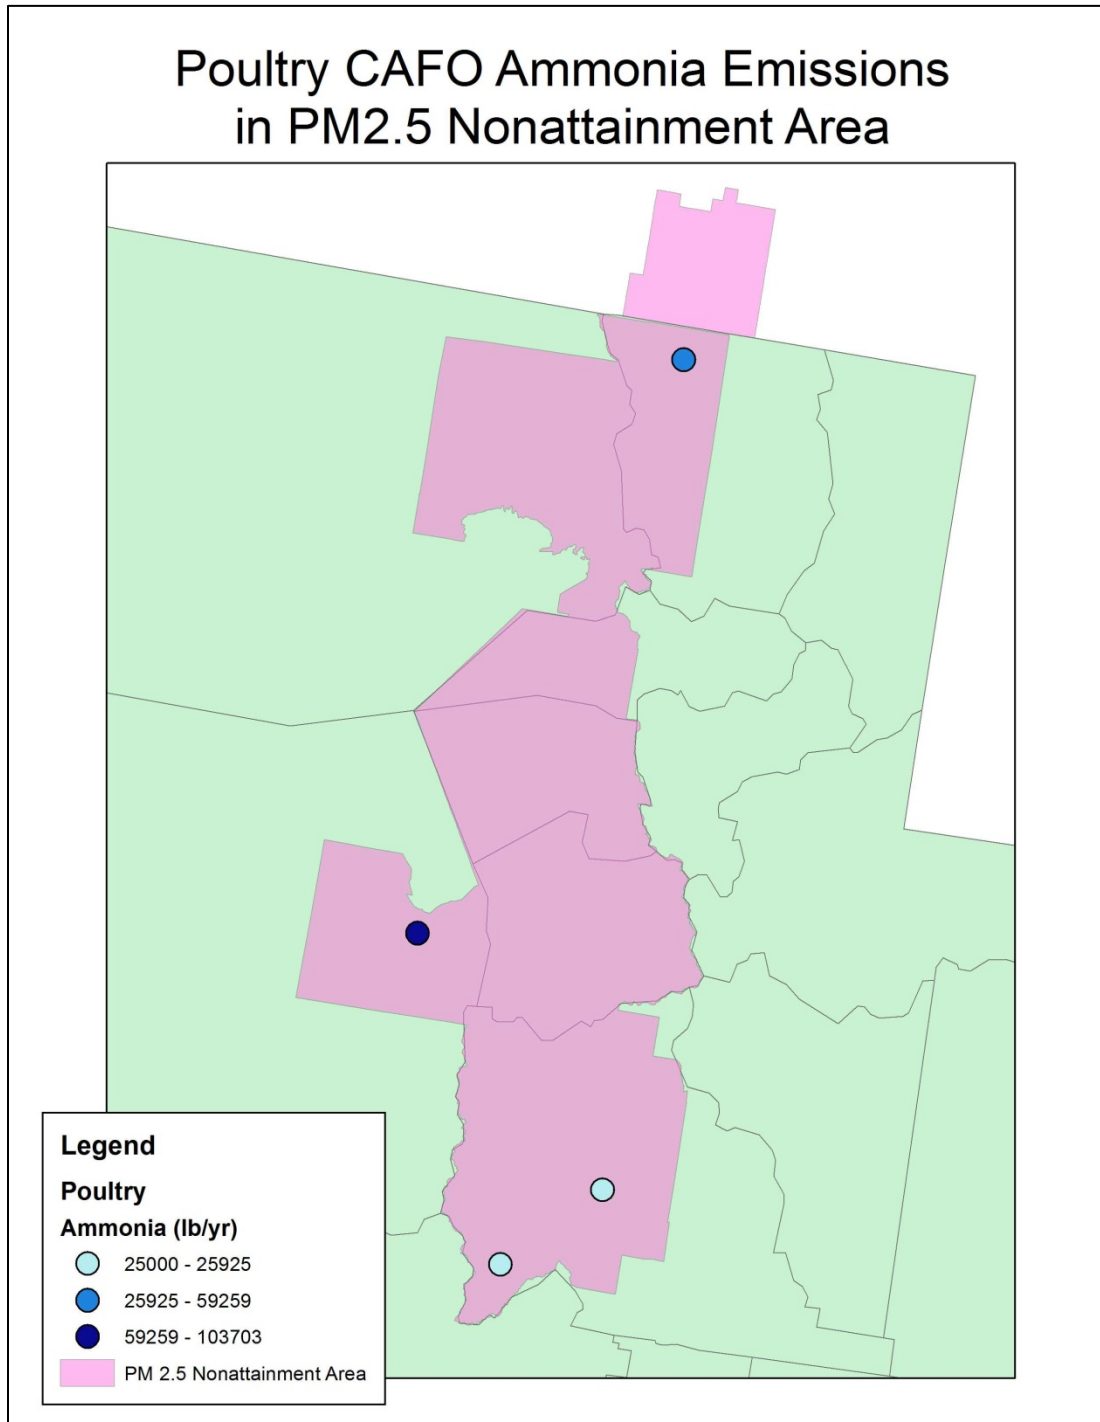 Poultry CAFO Ammonia Emissions
in PM2.5 Nonattainment Area
Legend
Poultry
Ammonia (lb/yr)
25000 - 25925
25925 - 59259
59259 - 103703
PM 2.5 Nonattainment Area